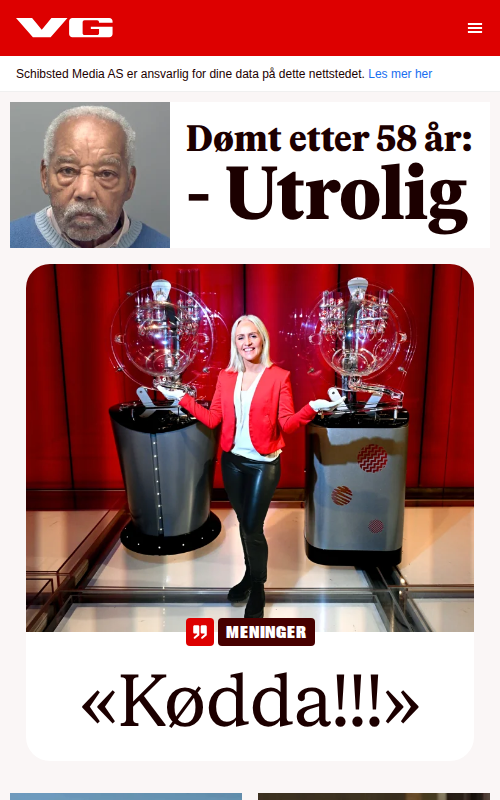 VG
Schibsted Media AS er ansvarlig for dine data på dette nettstedet. Les mer her
Dømt etter 58 år:
- Utrolig
MENINGER
«Kødda!!!»